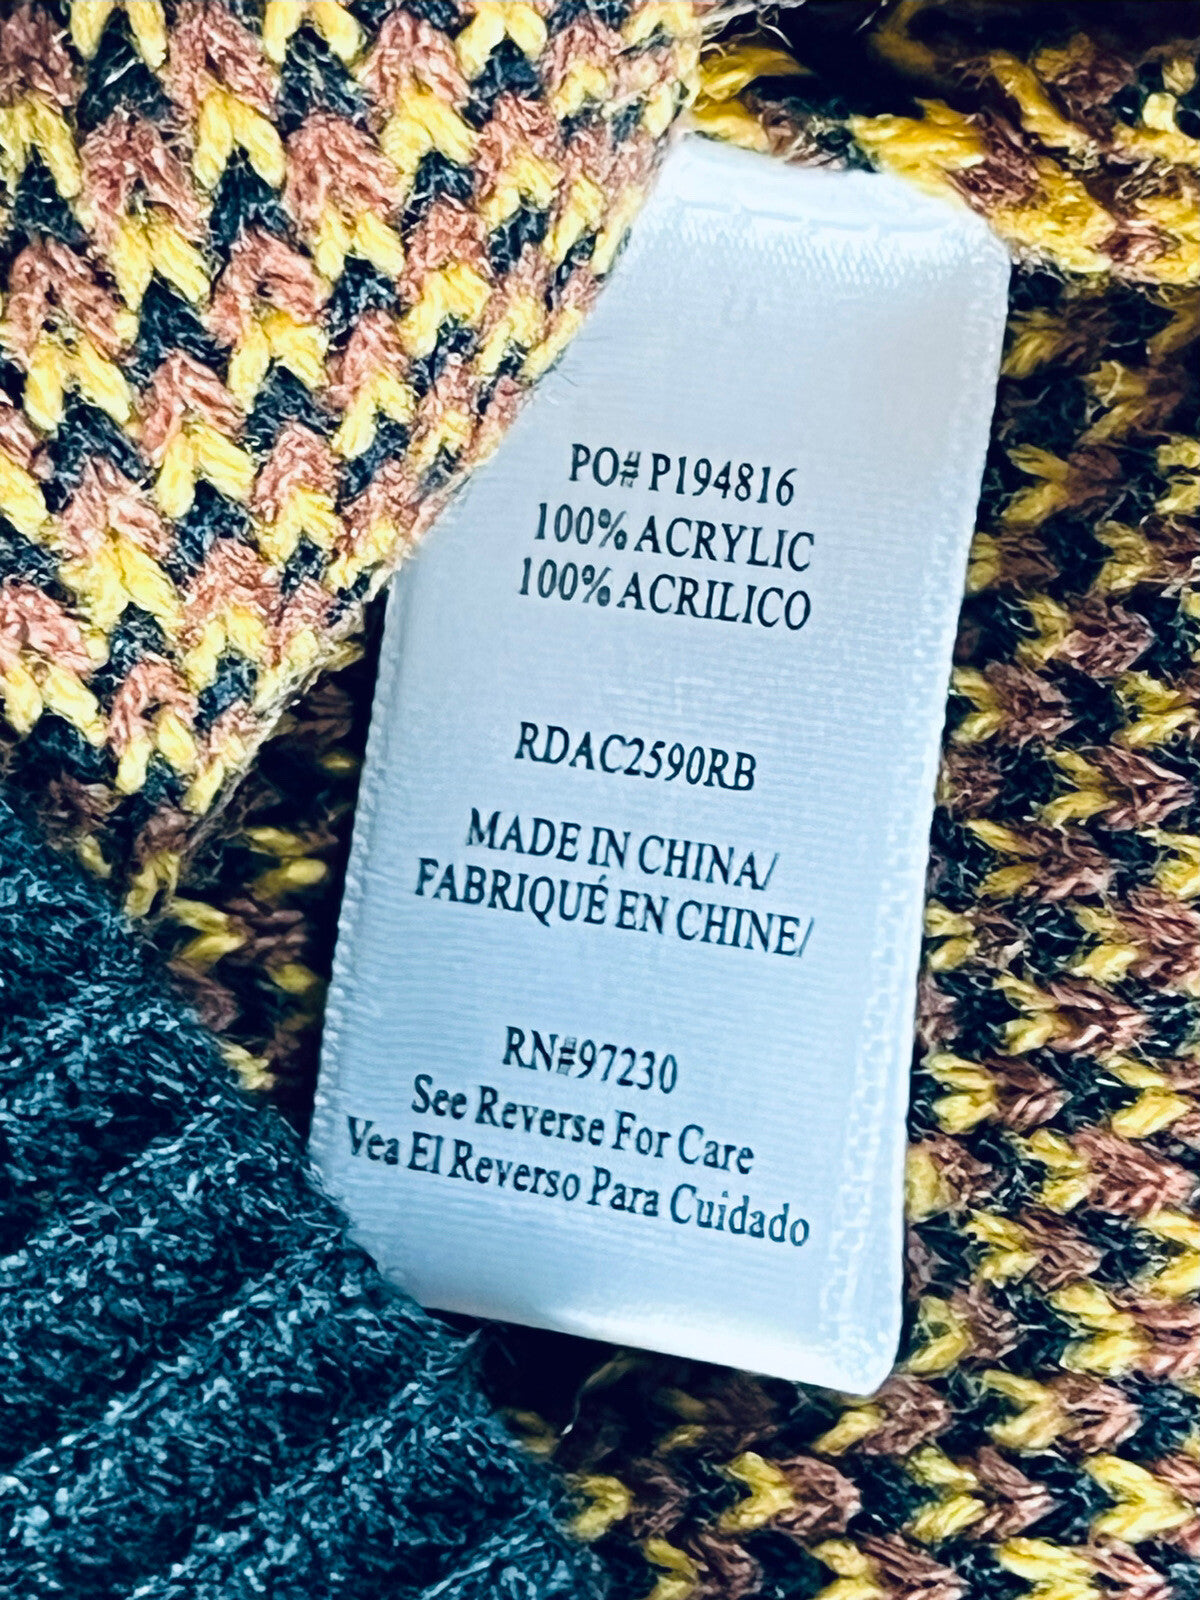 PO# P194816
100% ACRYLIC
100% ACRILICO
RDAC2590RB
MADE IN CHINA/
FABRIQUÉ EN CHINE/
RN#97230
See Reverse For Care
Vea El Reverso Para Cuidado